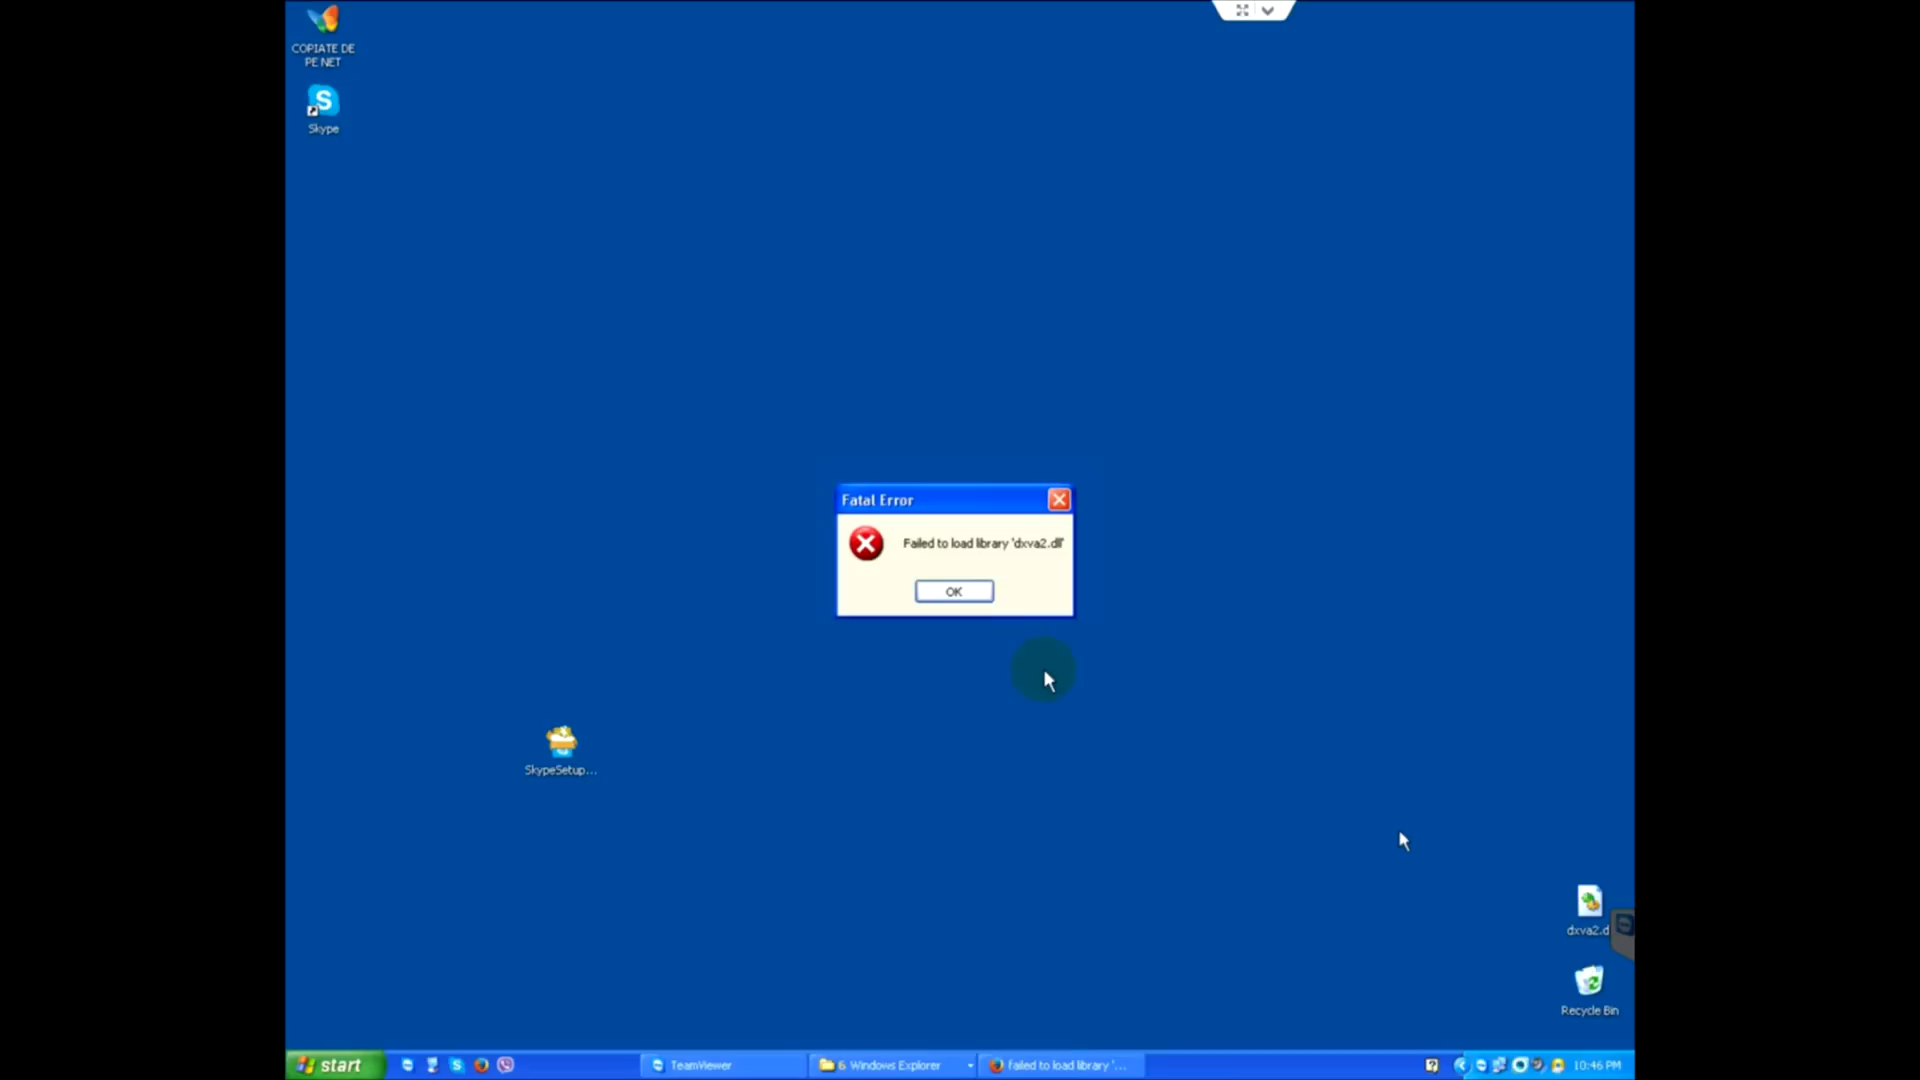 COPIATE DE
PE NET
Skype
Fatal Error
Failed to load library 'dxva2.dll'
OK
SkypeSetup...
dxva2.d
Recycle Bin
start
TeamViewer
6 Windows Explorer
failed to load library '...
10:46 PM